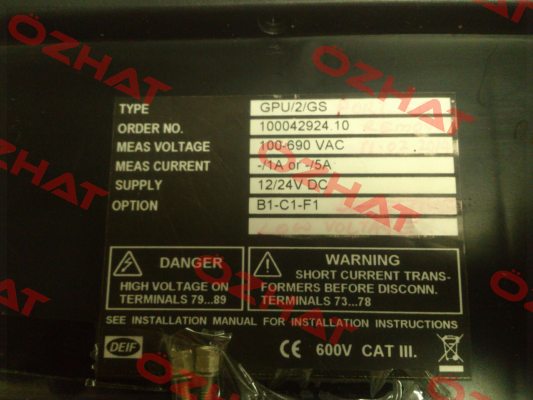 TYPE GPU/2/GS
ORDER NO. 100042924.10
MEAS VOLTAGE 100-690 VAC
MEAS CURRENT -/1A or -/5A
SUPPLY 12/24V DC
OPTION B1-C1-F1
DANGER
HIGH VOLTAGE ON
TERMINALS 79...89
WARNING
SHORT CURRENT TRANS-
FORMERS BEFORE DISCONN.
TERMINALS 73...78
SEE INSTALLATION MANUAL FOR INSTALLATION INSTRUCTIONS
DEIF
CE 600V CAT III.
OZHAT
OZHAT
OZHAT
OZHAT
OZHAT